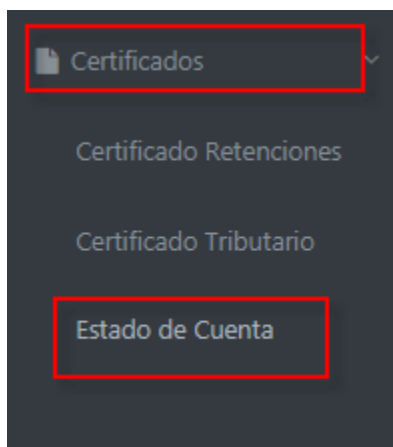 Certificados
Certificado Retenciones
Certificado Tributario
Estado de Cuenta